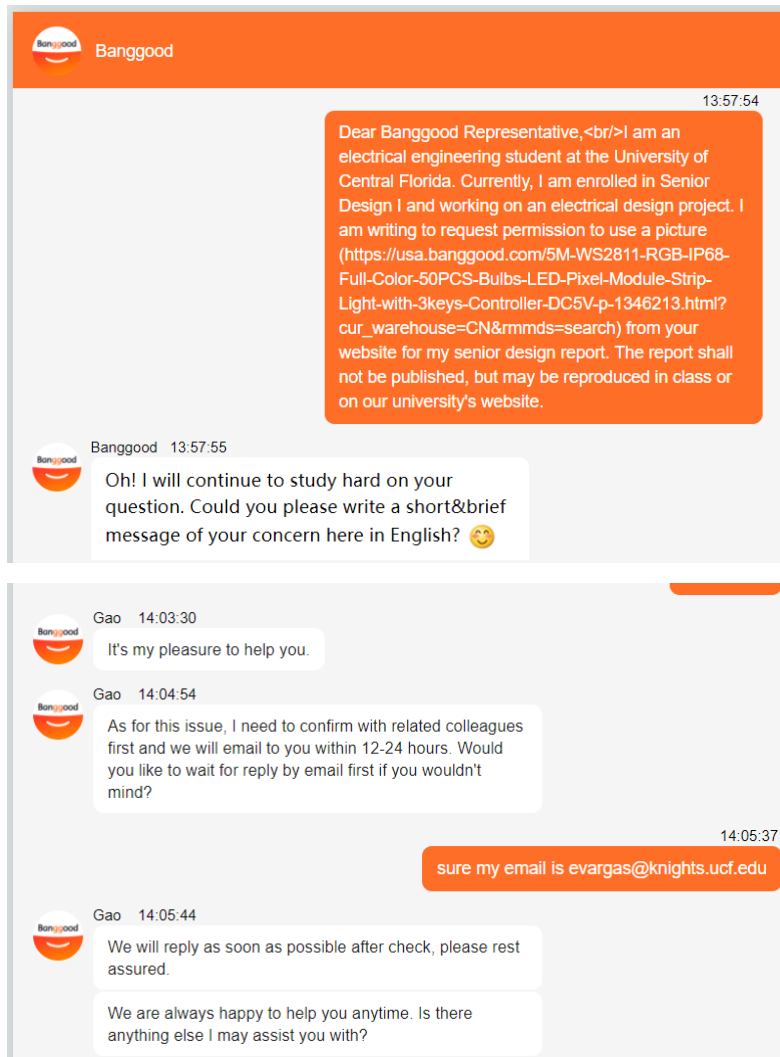 Banggood
Banggood
13:57:54
Dear Banggood Representative,<br/>I am an
electrical engineering student at the University of
Central Florida. Currently, I am enrolled in Senior
Design I and working on an electrical design project. I
am writing to request permission to use a picture
(https://usa.banggood.com/5M-WS2811-RGB-IP68-
Full-Color-50PCS-Bulbs-LED-Pixel-Module-Strip-
Light-with-3keys-Controller-DC5V-p-1346213.html?
cur_warehouse=CN&rmmds=search) from your
website for my senior design report. The report shall
not be published, but may be reproduced in class or
on our university's website.
Banggood 13:57:55
Banggood
Oh! I will continue to study hard on your
question. Could you please write a short&brief
message of your concern here in English?
Gao 14:03:30
Banggood
It's my pleasure to help you.
Gao 14:04:54
Banggood
As for this issue, I need to confirm with related colleagues
first and we will email to you within 12-24 hours. Would
you like to wait for reply by email first if you wouldn't
mind?
14:05:37
sure my email is evargas@knights.ucf.edu
Gao 14:05:44
Banggood
We will reply as soon as possible after check, please rest
assured.
We are always happy to help you anytime. Is there
anything else I may assist you with?